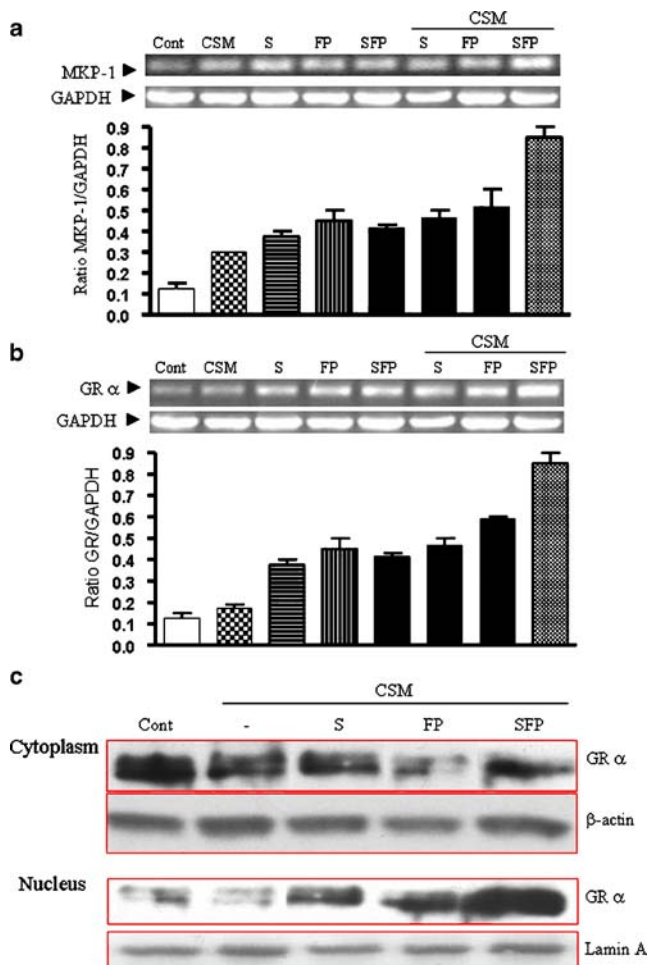 a
CSM
Cont CSM S FP SFP S FP SFP
MKP-1
GAPDH
Ratio MKP-1/GAPDH
0.9
0.8
0.7
0.6
0.5
0.4
0.3
0.2
0.1
0.0
b
CSM
Cont CSM S FP SFP S FP SFP
GR α
GAPDH
Ratio GR/GAPDH
0.9
0.8
0.7
0.6
0.5
0.4
0.3
0.2
0.1
0.0
c
CSM
Cont - S FP SFP
Cytoplasm
GR α
β-actin
Nucleus
GR α
Lamin A